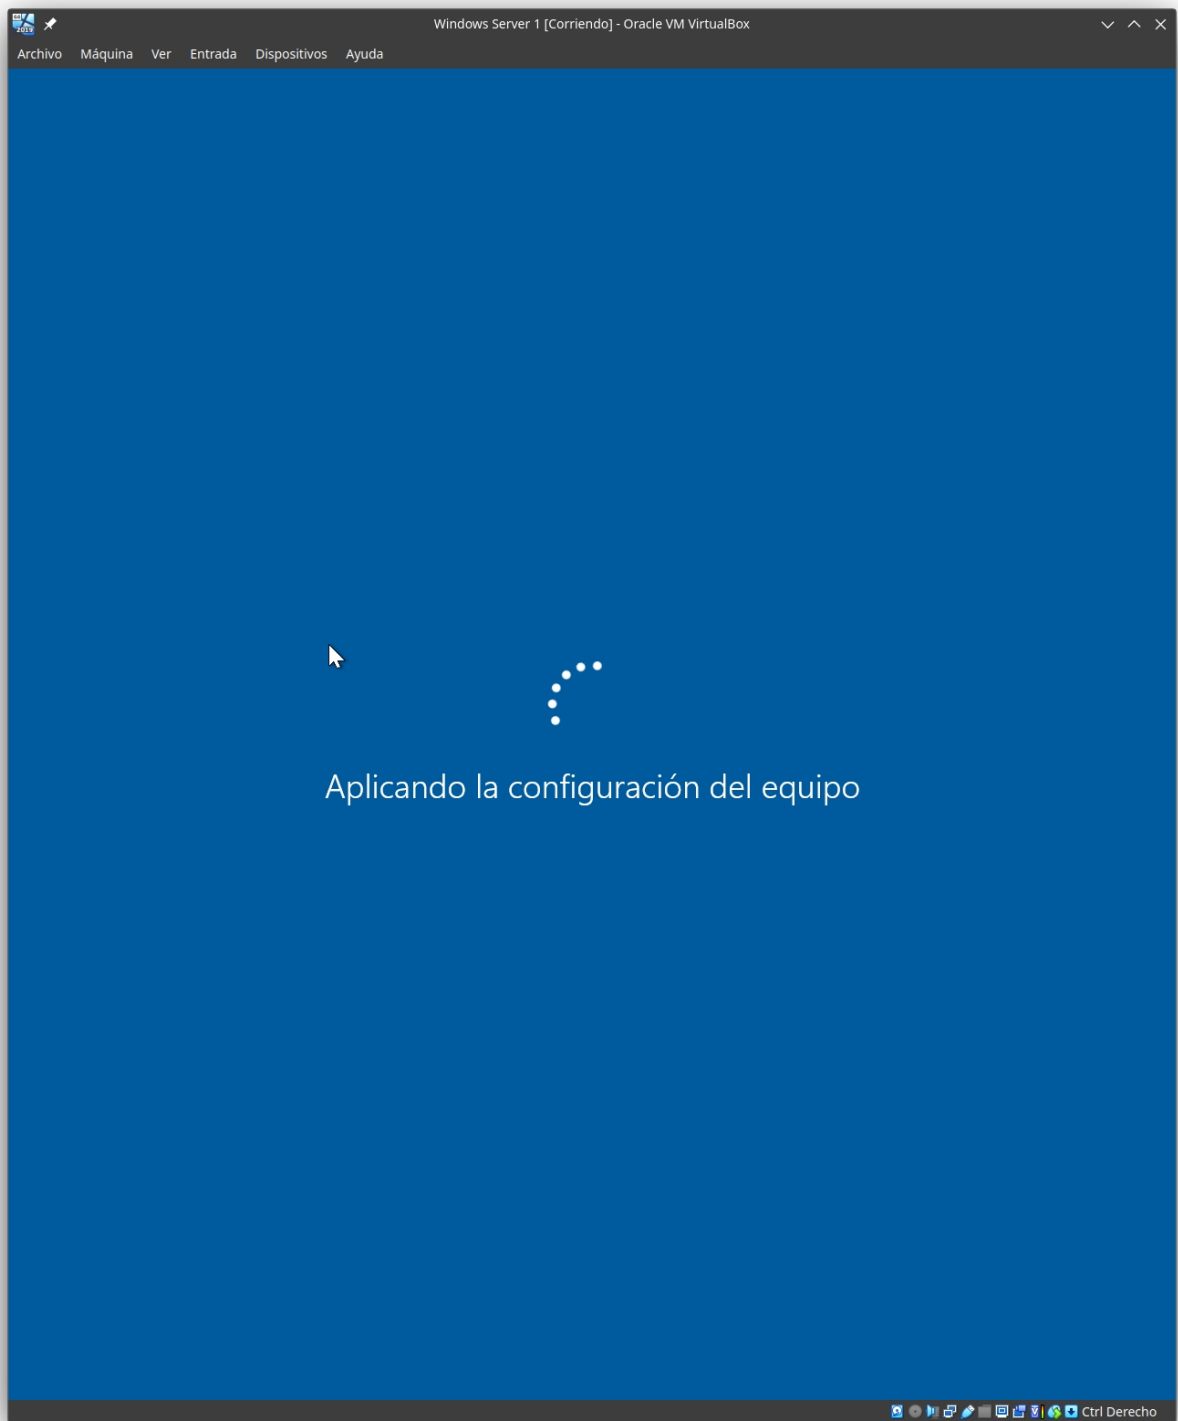 Windows Server 1 [Corriendo] - Oracle VM VirtualBox
Archivo Máquina Ver Entrada Dispositivos Ayuda
Aplicando la configuración del equipo
Ctrl Derecho